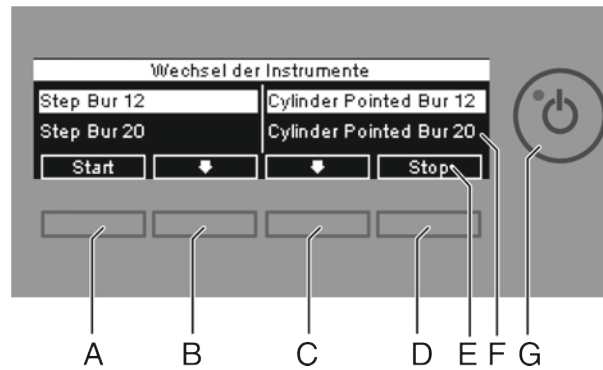 Wechsel der Instrumente
Step Bur 12 Cylinder Pointed Bur 12
Step Bur 20 Cylinder Pointed Bur 20
Start Stop
A B C D E F G